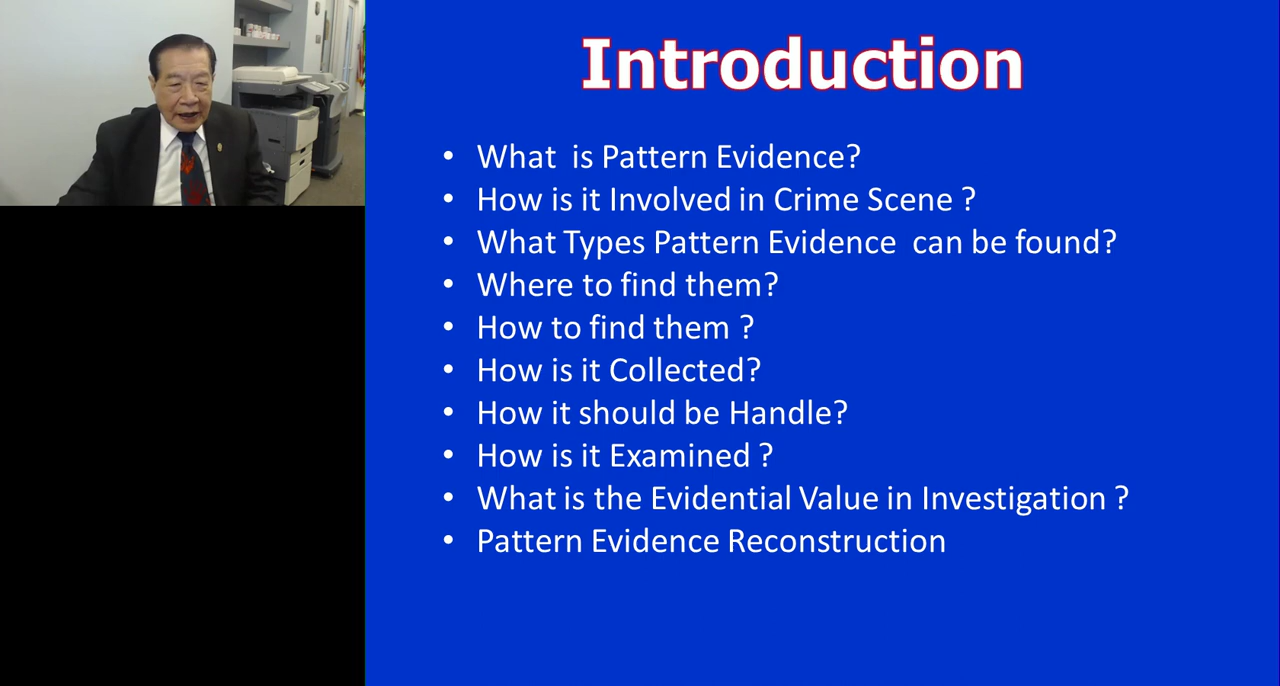 Introduction
• What is Pattern Evidence?
• How is it Involved in Crime Scene ?
• What Types Pattern Evidence can be found?
• Where to find them?
• How to find them ?
• How is it Collected?
• How it should be Handle?
• How is it Examined ?
• What is the Evidential Value in Investigation ?
• Pattern Evidence Reconstruction